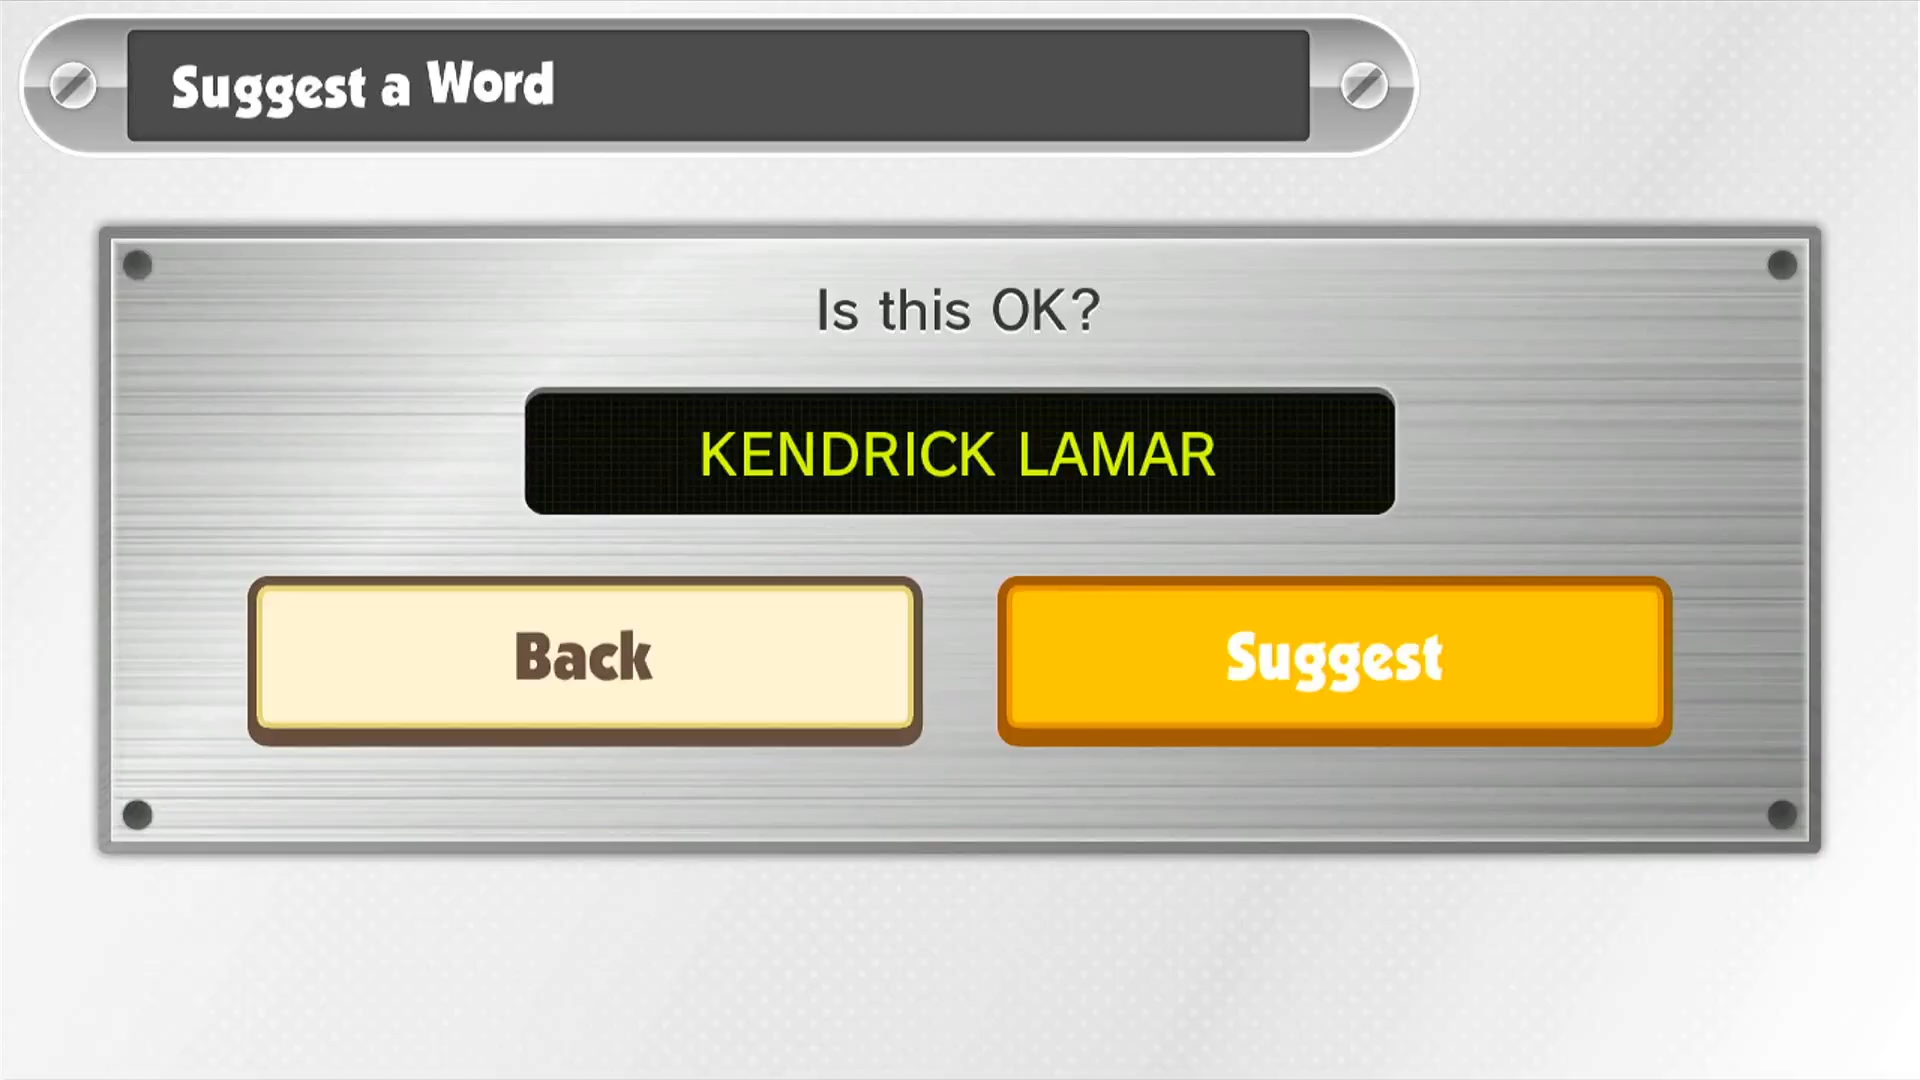 Suggest a Word
Is this OK?
KENDRICK LAMAR
Back
Suggest